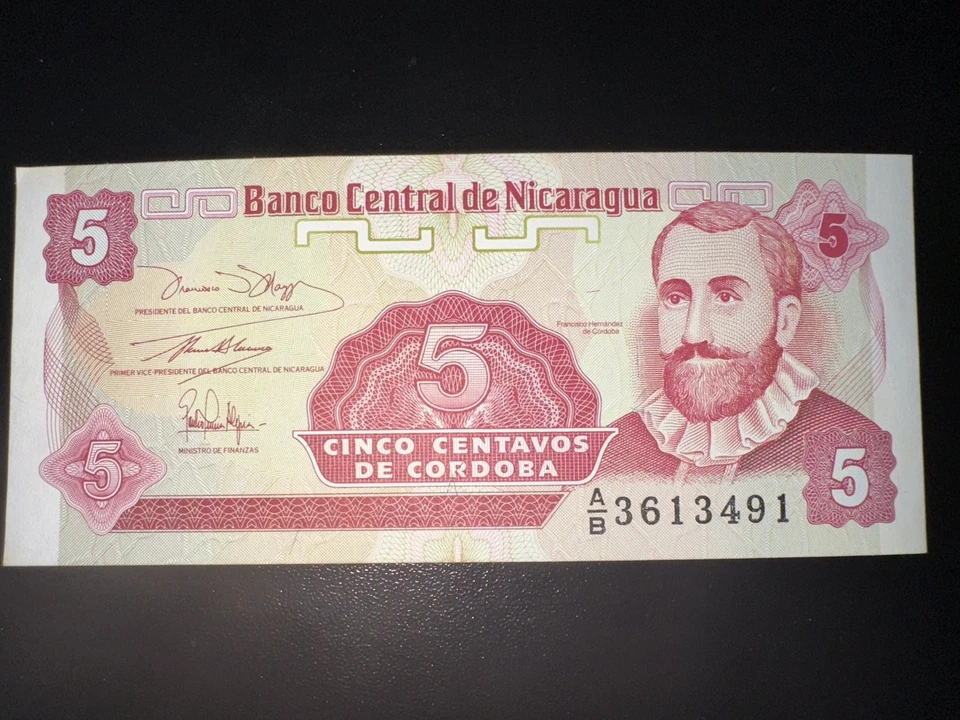 Banco Central de Nicaragua
5
5
PRESIDENTE DEL BANCO CENTRAL DE NICARAGUA
Francisco Hernández
de Córdoba
5
PRIMER VICE-PRESIDENTE DEL BANCO CENTRAL DE NICARAGUA
MINISTRO DE FINANZAS
CINCO CENTAVOS
DE CORDOBA
5
5
A/B 3613491